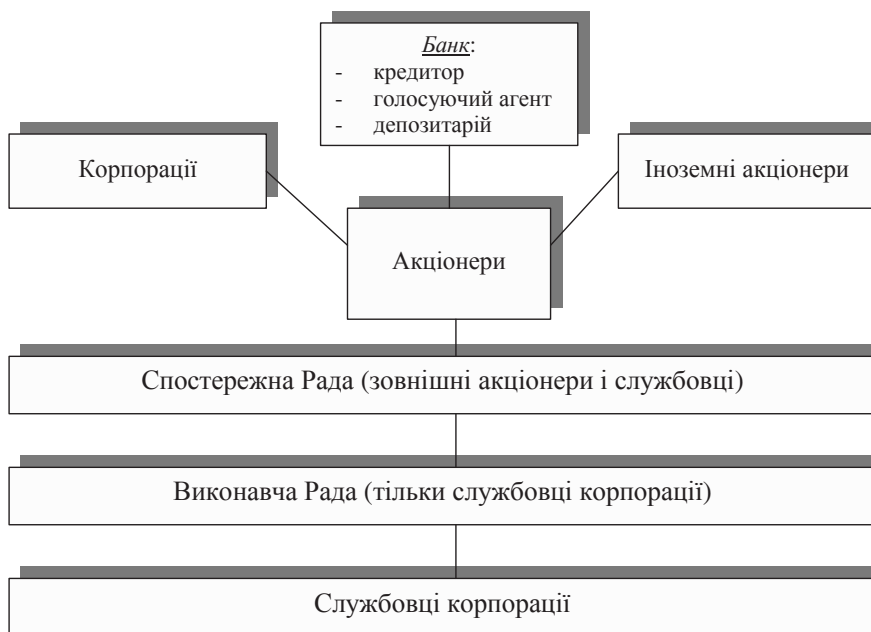 Банк:
- кредитор
- голосуючий агент
- депозитарій
Корпорації
Іноземні акціонери
Акціонери
Спостережна Рада (зовнішні акціонери і службовці)
Виконавча Рада (тільки службовці корпорації)
Службовці корпорації